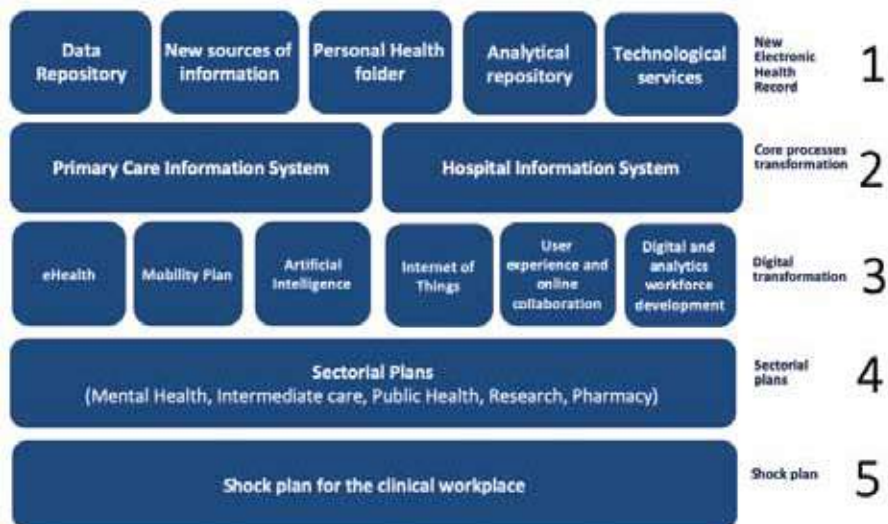 Data
Repository
New sources of
information
Personal Health
folder
Analytical
repository
Technological
services
New
Electronic
Health
Record
1
Primary Care Information System
Hospital Information System
Core processes
transformation
2
eHealth
Mobility Plan
Artificial
Intelligence
Internet of
Things
User
experience and
online
collaboration
Digital and
analytics
workforce
development
Digital
transformation
3
Sectorial Plans
(Mental Health, Intermediate care, Public Health, Research, Pharmacy)
Sectorial
plans
4
Shock plan for the clinical workplace
Shock plan
5